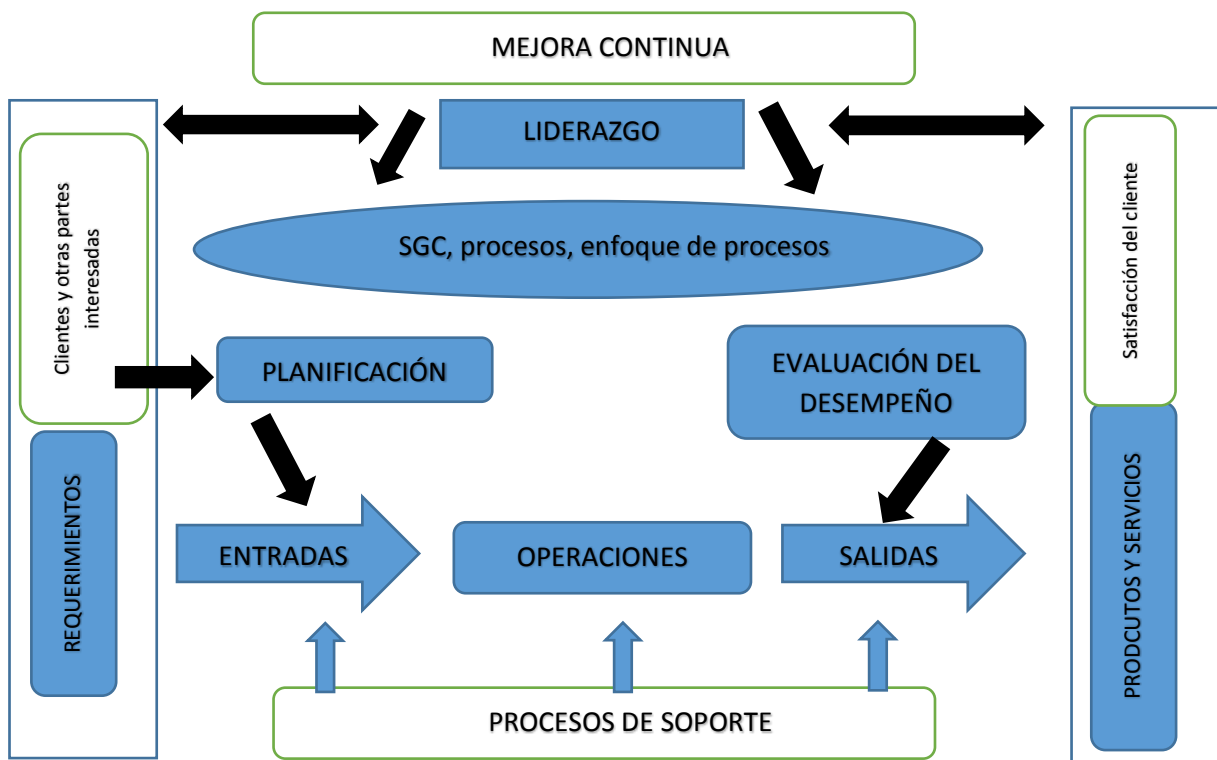 MEJORA CONTINUA
LIDERAZGO
Clientes y otras partes
interesadas
Satisfacción del cliente
SGC, procesos, enfoque de procesos
PLANIFICACIÓN
EVALUACIÓN DEL
DESEMPEÑO
REQUERIMIENTOS
ENTRADAS
OPERACIONES
SALIDAS
PRODCUTOS Y SERVICIOS
PROCESOS DE SOPORTE